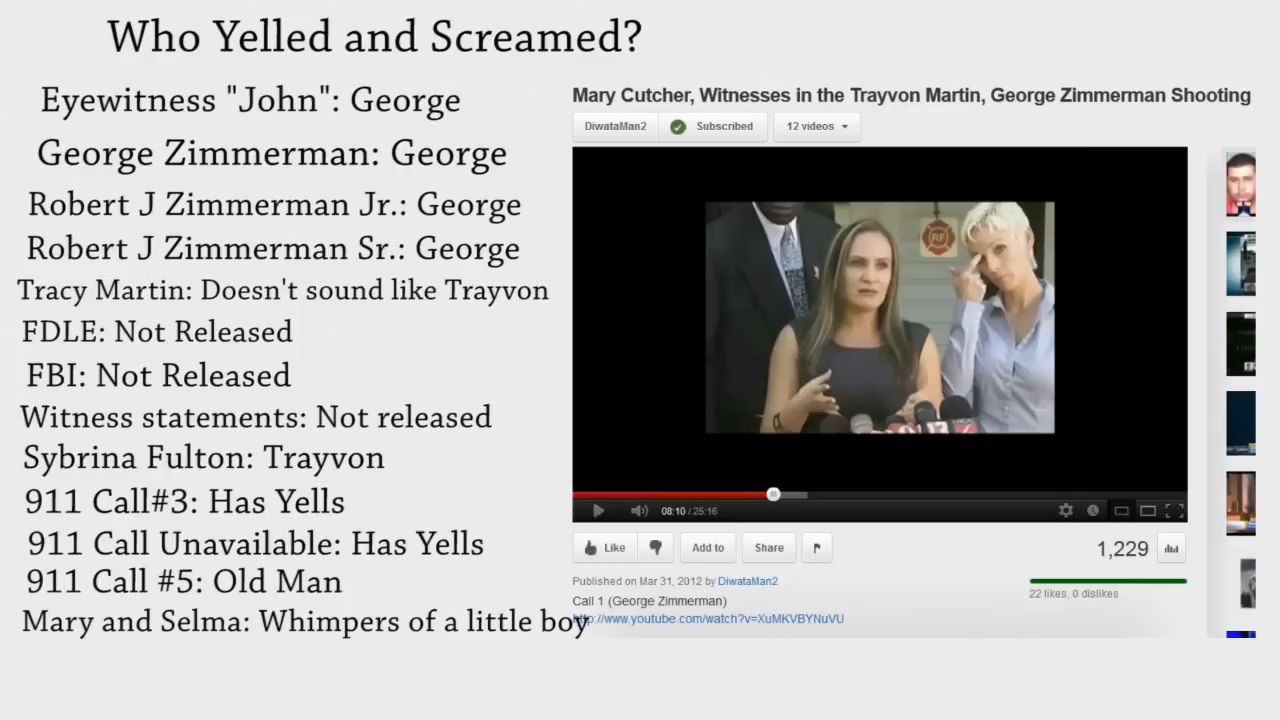 Who Yelled and Screamed?
Eyewitness "John": George
George Zimmerman: George
Robert J Zimmerman Jr.: George
Robert J Zimmerman Sr.: George
Tracy Martin: Doesn't sound like Trayvon
FDLE: Not Released
FBI: Not Released
Witness statements: Not released
Sybrina Fulton: Trayvon
911 Call#3: Has Yells
911 Call Unavailable: Has Yells
911 Call #5: Old Man
Mary and Selma: Whimpers of a little boy
Mary Cutcher, Witnesses in the Trayvon Martin, George Zimmerman Shooting
DiwataMan2 Subscribed 12 videos
08:10 / 25:16
Like Add to Share 1,229
Published on Mar 31, 2012 by DiwataMan2
22 likes, 0 dislikes
Call 1 (George Zimmerman)
http://www.youtube.com/watch?v=XuMKVBYNuVU